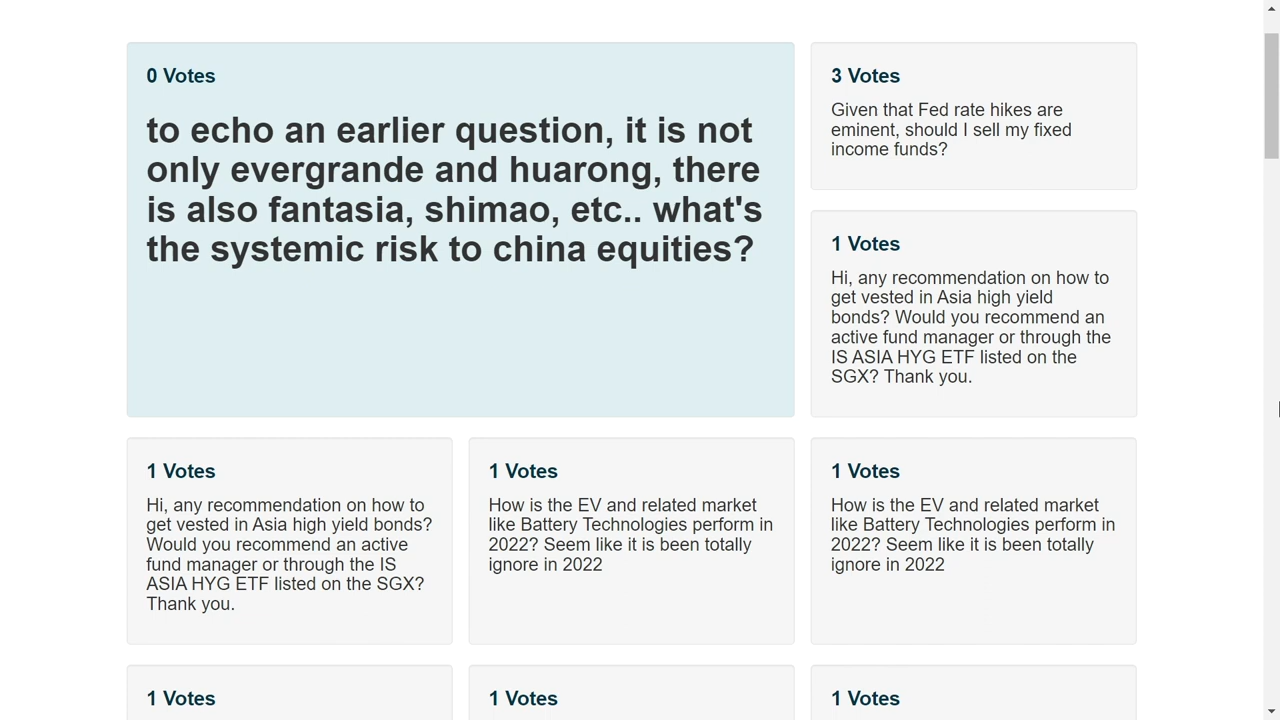 0 Votes
to echo an earlier question, it is not
only evergrande and huarong, there
is also fantasia, shimao, etc.. what's
the systemic risk to china equities?
3 Votes
Given that Fed rate hikes are
eminent, should I sell my fixed
income funds?
1 Votes
Hi, any recommendation on how to
get vested in Asia high yield
bonds? Would you recommend an
active fund manager or through the
IS ASIA HYG ETF listed on the
SGX? Thank you.
1 Votes
Hi, any recommendation on how to
get vested in Asia high yield bonds?
Would you recommend an active
fund manager or through the IS
ASIA HYG ETF listed on the SGX?
Thank you.
1 Votes
How is the EV and related market
like Battery Technologies perform in
2022? Seem like it is been totally
ignore in 2022
1 Votes
How is the EV and related market
like Battery Technologies perform in
2022? Seem like it is been totally
ignore in 2022
1 Votes
1 Votes
1 Votes